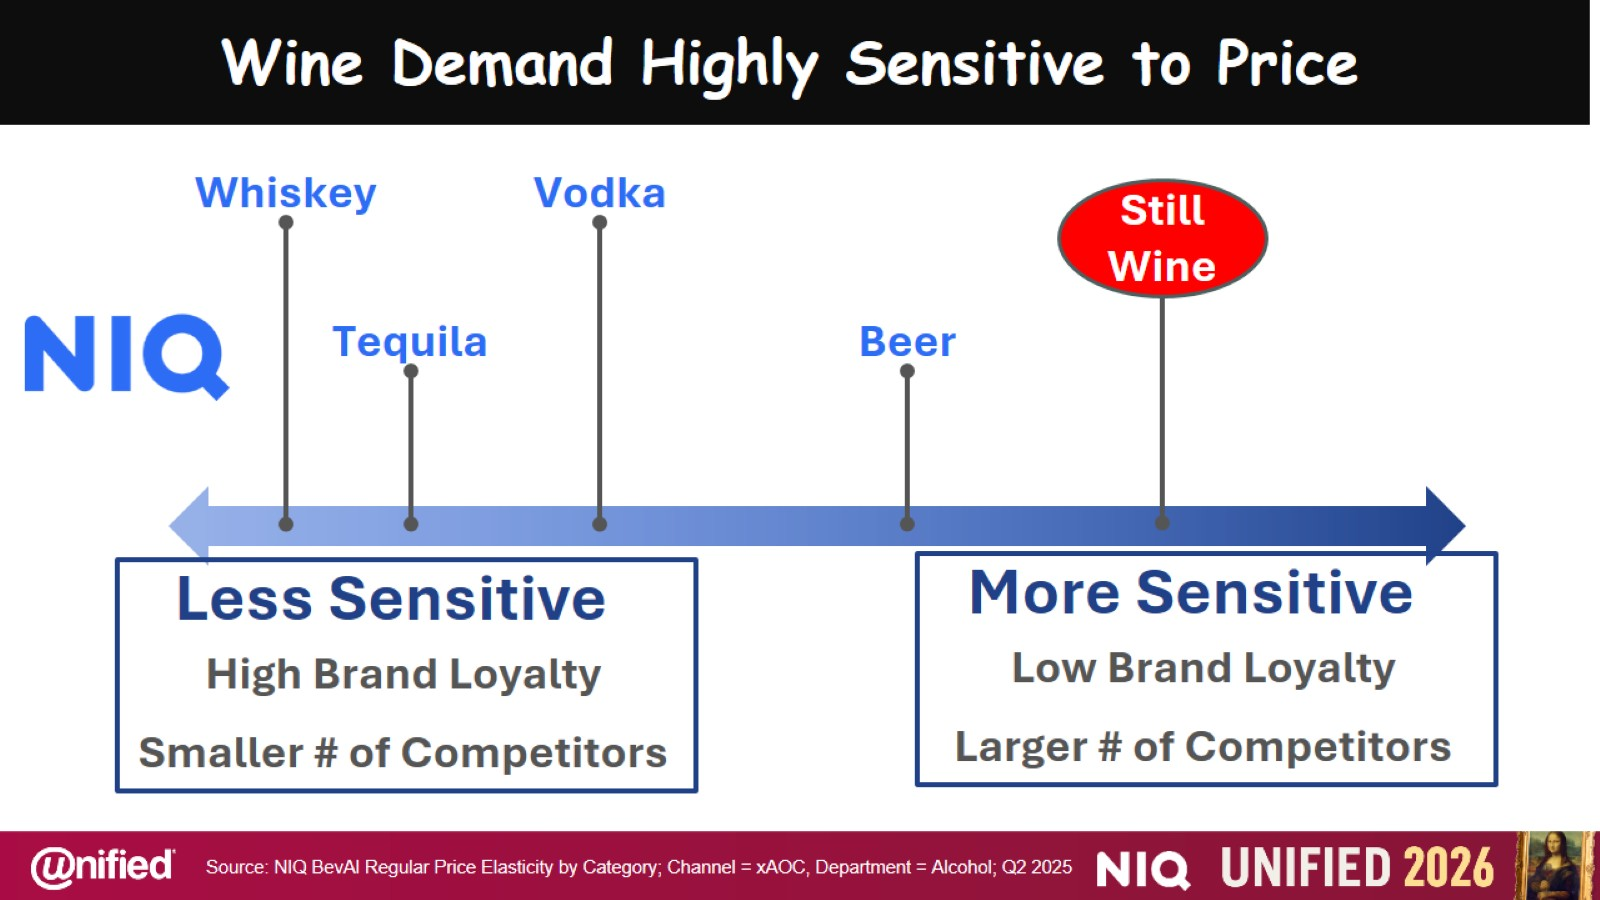 Wine Demand Highly Sensitive to Price
Whiskey
Vodka
Still
Wine
Tequila
Beer
NIQ
Less Sensitive
High Brand Loyalty
Smaller # of Competitors
More Sensitive
Low Brand Loyalty
Larger # of Competitors
unified
Source: NIQ BevAl Regular Price Elasticity by Category; Channel = xAOC, Department = Alcohol; Q2 2025
NIQ
UNIFIED 2026